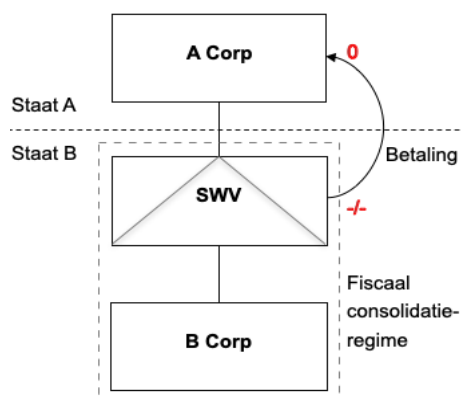 A Corp
0
Staat A
Staat B
Betaling
SWV
-/-
Fiscaal
consolidatie-
regime
B Corp